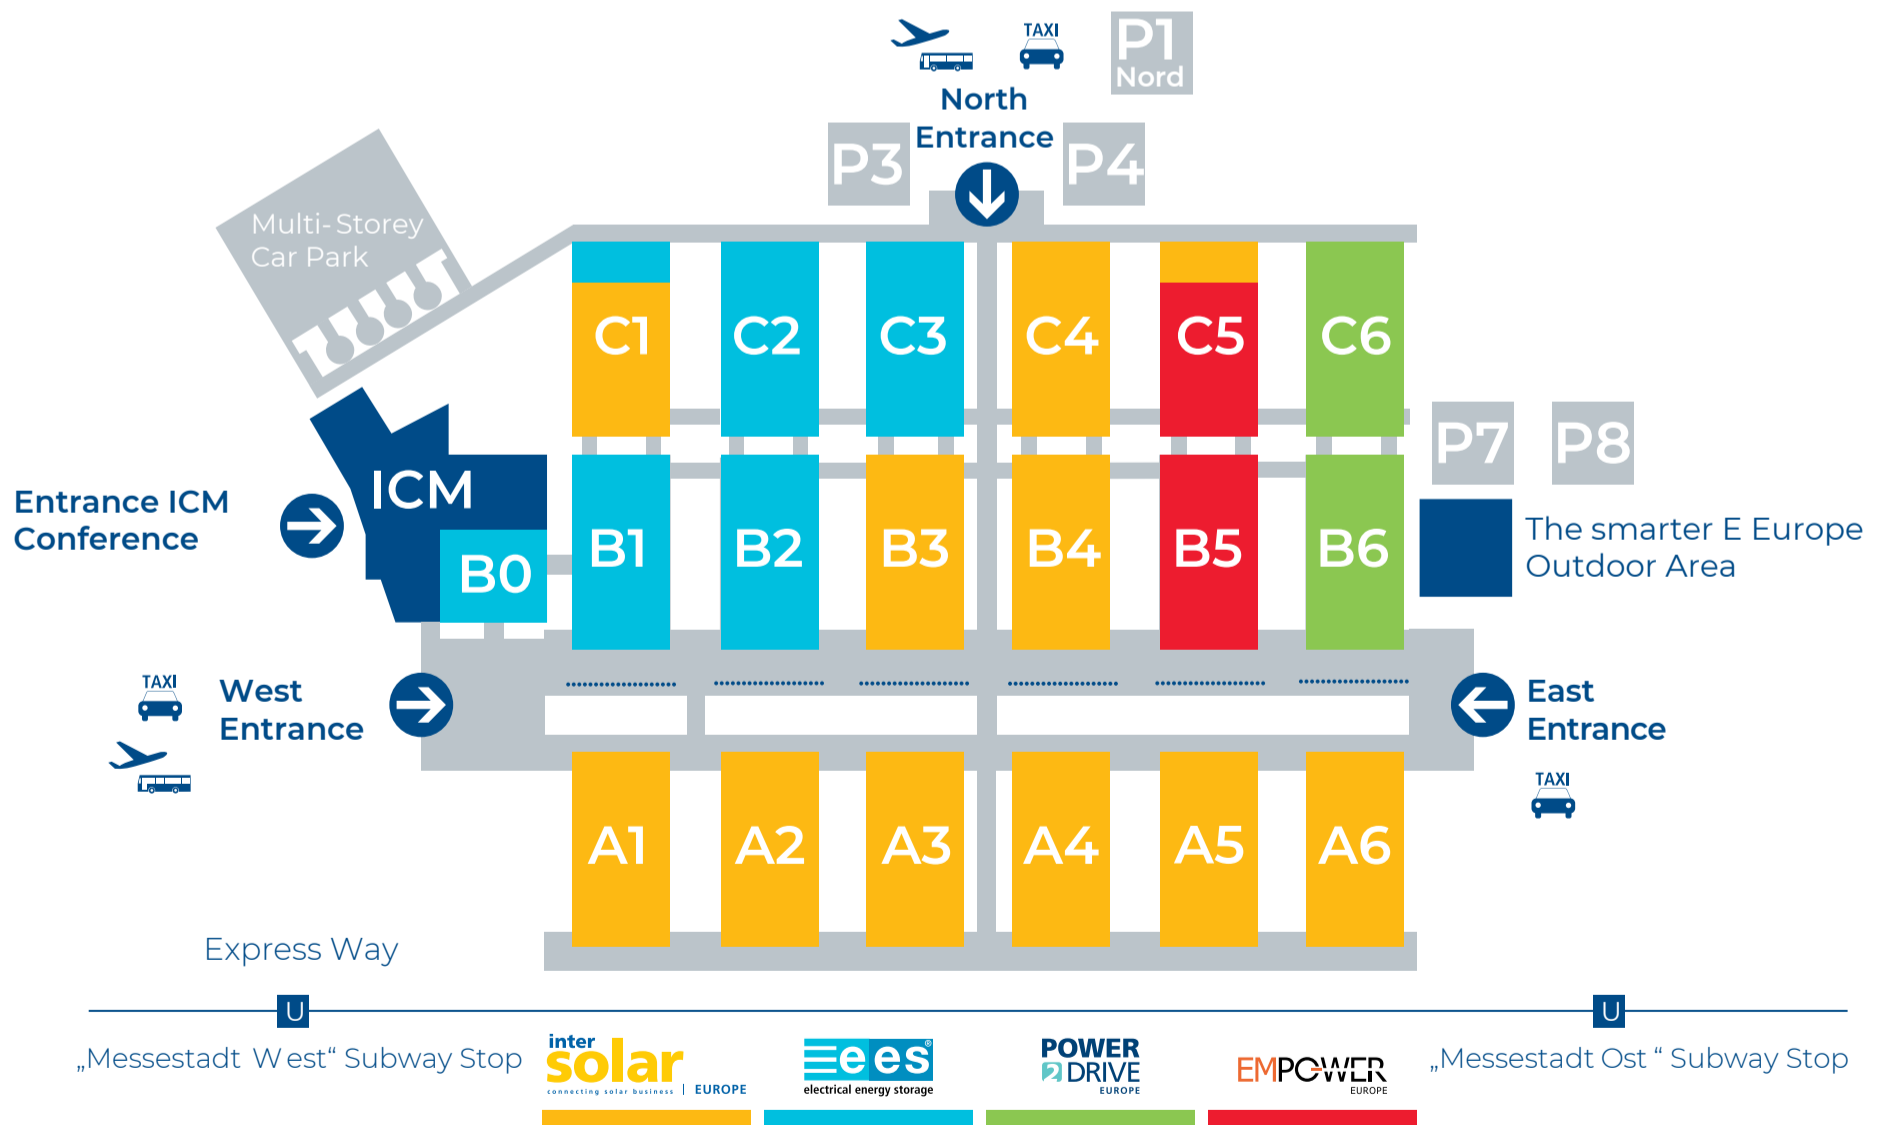 TAXI
P1
Nord
North
Entrance
P3
P4
Multi-Storey
Car Park
C1
C2
C3
C4
C5
C6
P7
P8
ICM
Entrance ICM
Conference
B0
B1
B2
B3
B4
B5
B6
The smarter E Europe
Outdoor Area
TAXI
West
Entrance
East
Entrance
TAXI
A1
A2
A3
A4
A5
A6
Express Way
U
U
„Messestadt West“ Subway Stop
„Messestadt Ost “ Subway Stop
inter
solar
connecting solar business | EUROPE
ees®
electrical energy storage
POWER
2 DRIVE
EUROPE
EMPOWER
EUROPE